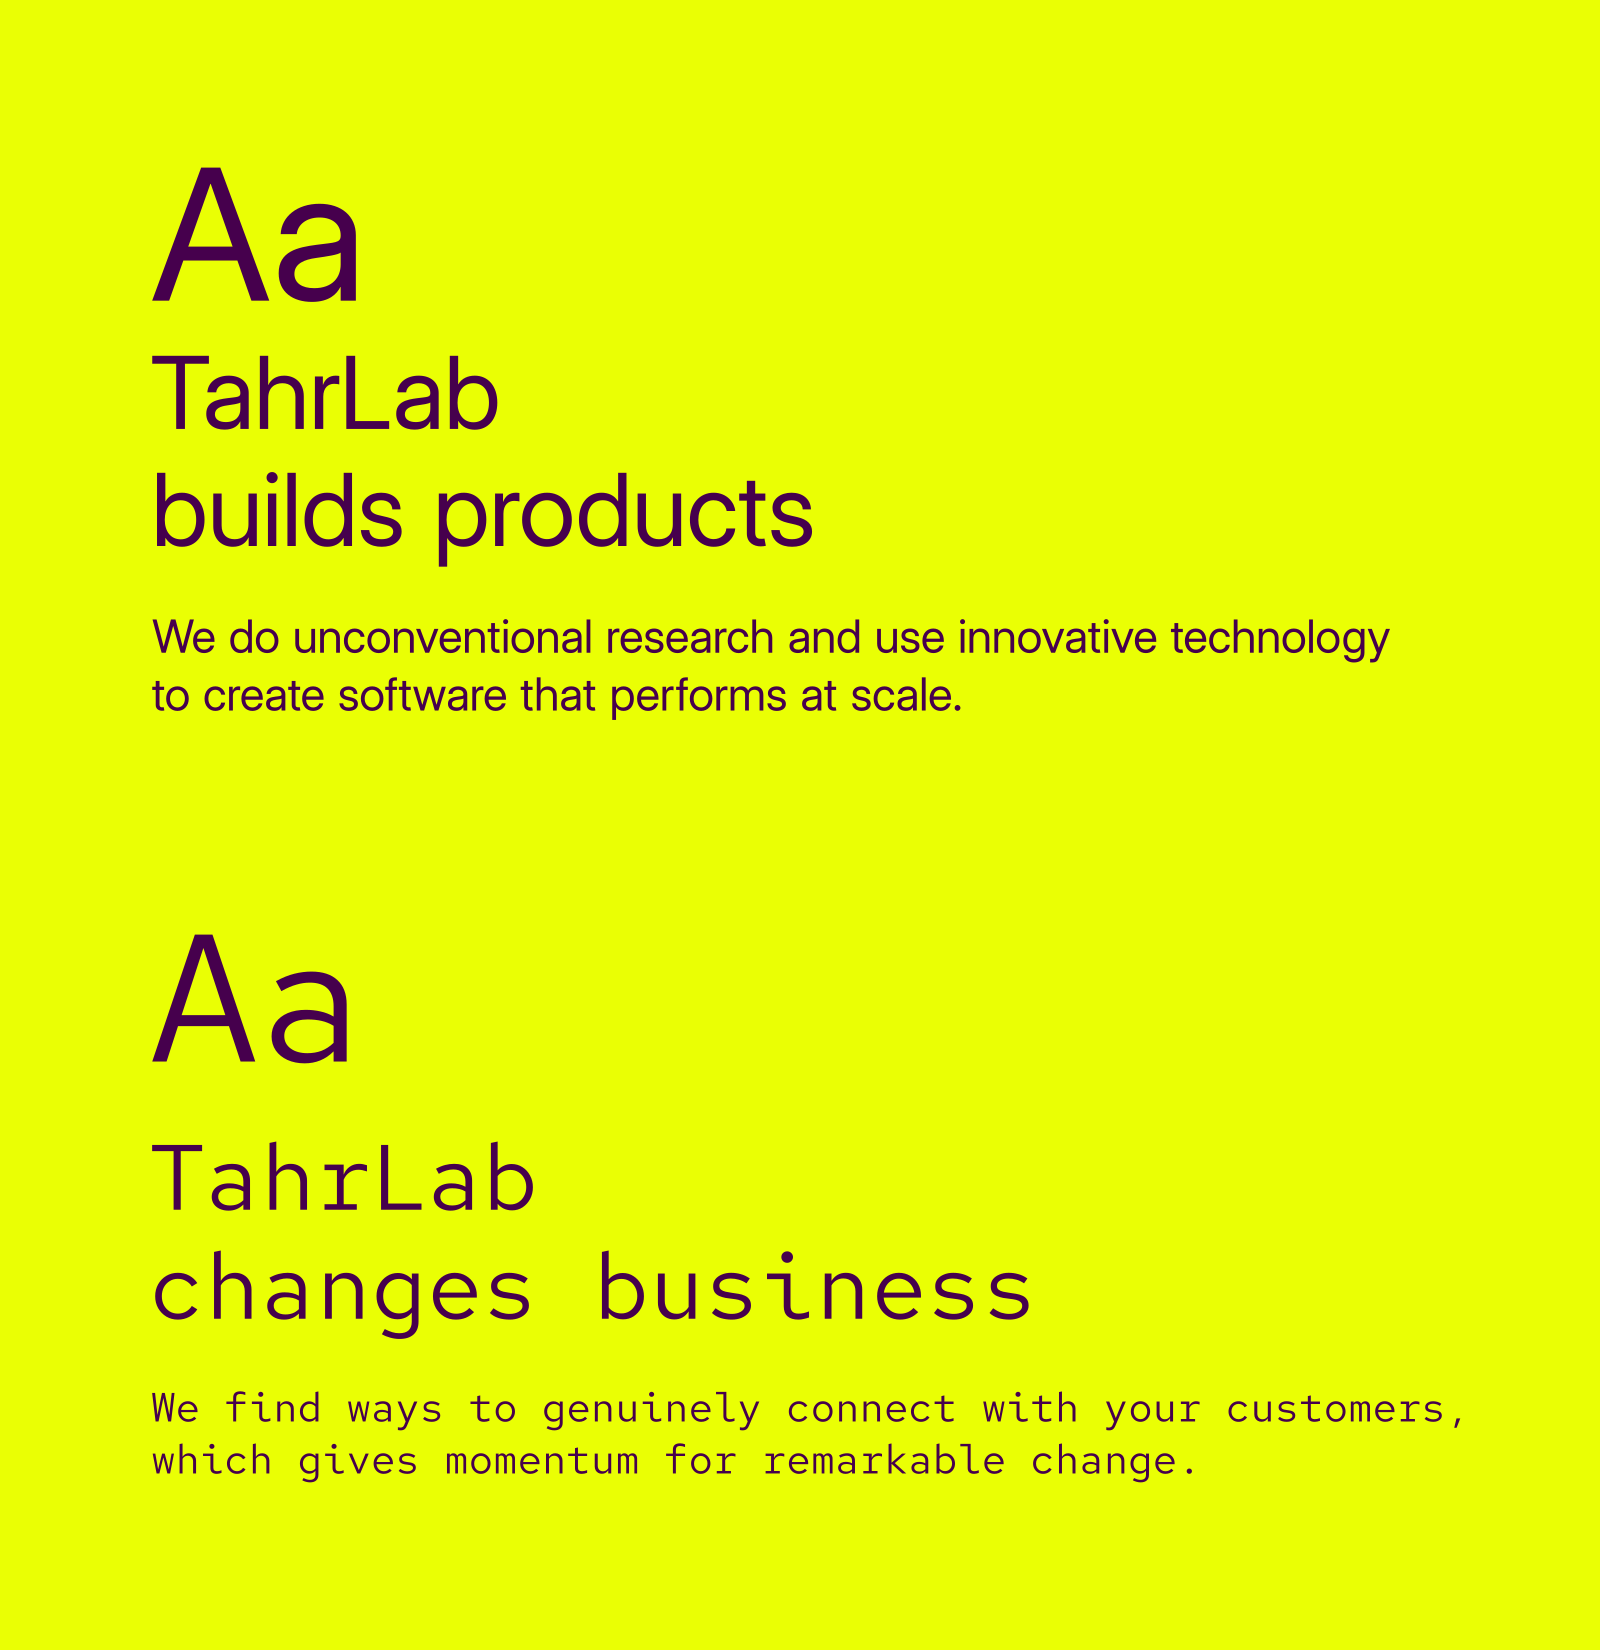 Aa
TahrLab
builds products
We do unconventional research and use innovative technology
to create software that performs at scale.
Aa
TahrLab
changes business
We find ways to genuinely connect with your customers,
which gives momentum for remarkable change.